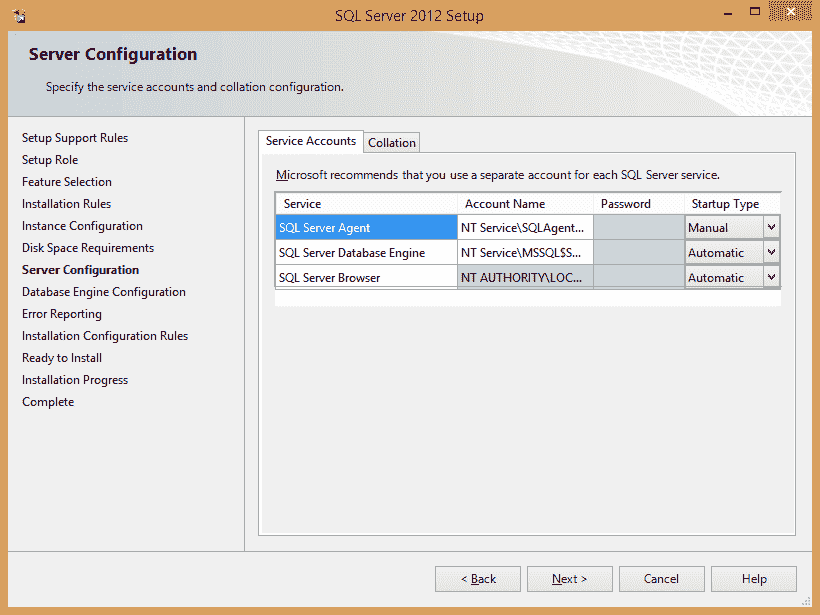 SQL Server 2012 Setup
Server Configuration
Specify the service accounts and collation configuration.
Setup Support Rules
Setup Role
Feature Selection
Installation Rules
Instance Configuration
Disk Space Requirements
Server Configuration
Database Engine Configuration
Error Reporting
Installation Configuration Rules
Ready to Install
Installation Progress
Complete
Service Accounts Collation
Microsoft recommends that you use a separate account for each SQL Server service.
Service Account Name Password Startup Type
SQL Server Agent NT Service\SQLAgent... Manual
SQL Server Database Engine NT Service\MSSQL$S... Automatic
SQL Server Browser NT AUTHORITY\LOC... Automatic
< Back Next > Cancel Help